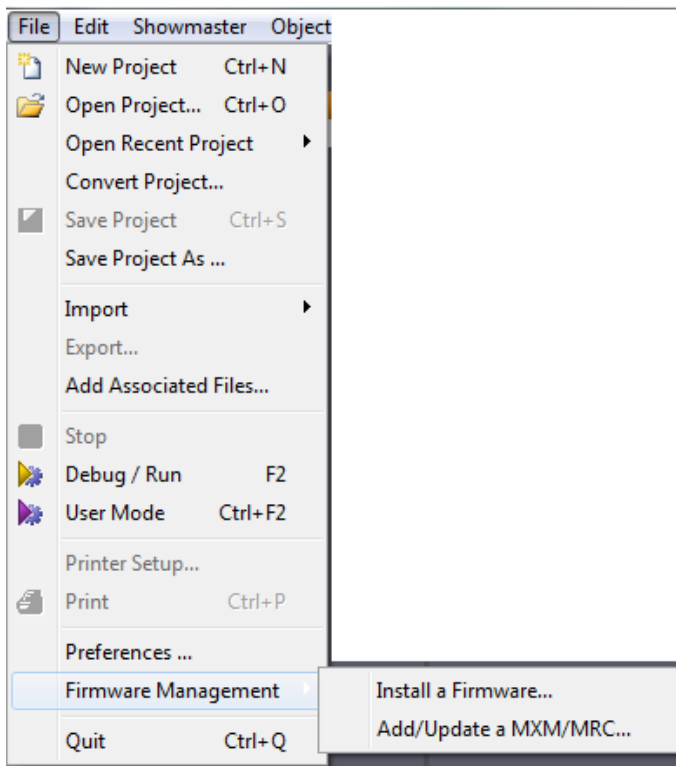 File Edit Showmaster Object
New Project Ctrl+N
Open Project... Ctrl+O
Open Recent Project
Convert Project...
Save Project Ctrl+S
Save Project As ...
Import
Export...
Add Associated Files...
Stop
Debug / Run F2
User Mode Ctrl+F2
Printer Setup...
Print Ctrl+P
Preferences ...
Firmware Management
Install a Firmware...
Add/Update a MXM/MRC...
Quit Ctrl+Q